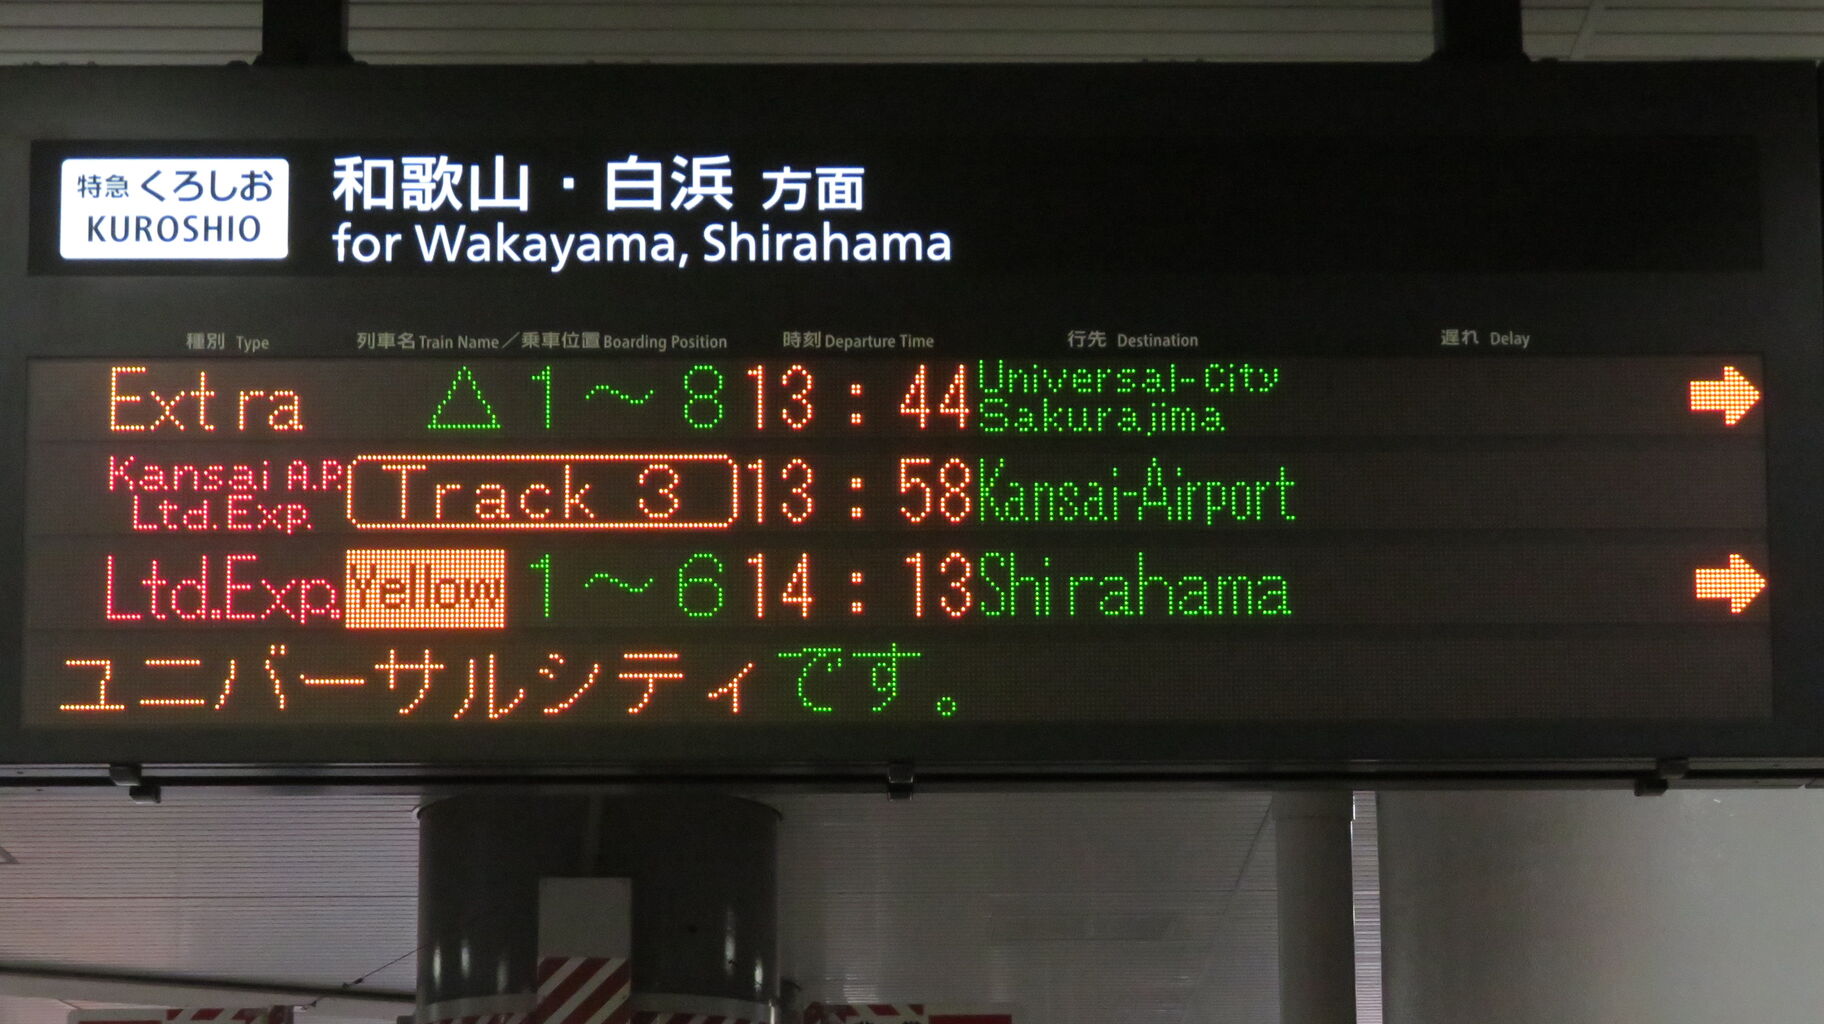 特急 くろしお
KUROSHIO
和歌山・白浜 方面
for Wakayama, Shirahama
種別 Type 列車名 Train Name／乗車位置 Boarding Position 時刻 Departure Time 行先 Destination 遅れ Delay
Extra △ 1～8 13:44 Universal-City Sakurajima
Kansai A.P. Ltd.Exp. Track 3 13:58 Kansai-Airport
Ltd.Exp. Yellow 1～6 14:13 Shirahama
ユニバーサルシティです。